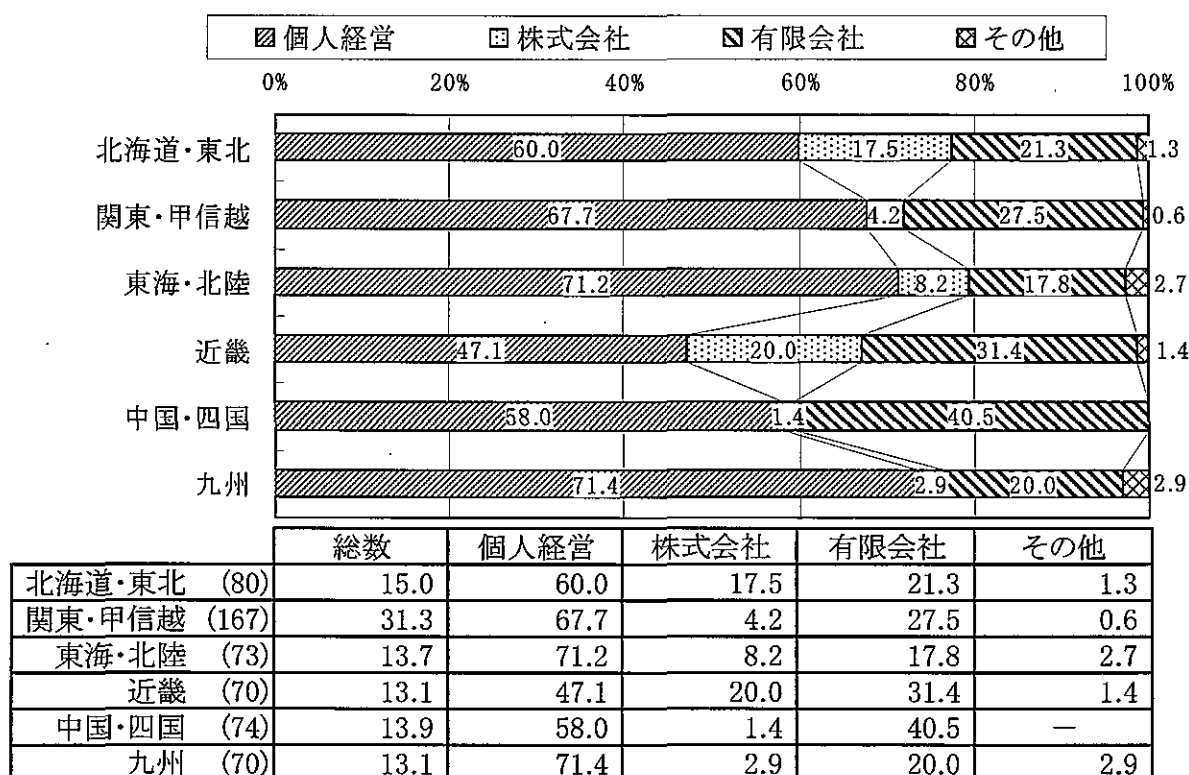 個人経営 株式会社 有限会社 その他
0% 20% 40% 60% 80% 100%
北海道・東北 60.0 17.5 21.3 1.3
関東・甲信越 67.7 4.2 27.5 0.6
東海・北陸 71.2 8.2 17.8 2.7
近畿 47.1 20.0 31.4 1.4
中国・四国 58.0 1.4 40.5
九州 71.4 2.9 20.0 2.9
総数 個人経営 株式会社 有限会社 その他
北海道・東北 (80) 15.0 60.0 17.5 21.3 1.3
関東・甲信越 (167) 31.3 67.7 4.2 27.5 0.6
東海・北陸 (73) 13.7 71.2 8.2 17.8 2.7
近畿 (70) 13.1 47.1 20.0 31.4 1.4
中国・四国 (74) 13.9 58.0 1.4 40.5 －
九州 (70) 13.1 71.4 2.9 20.0 2.9